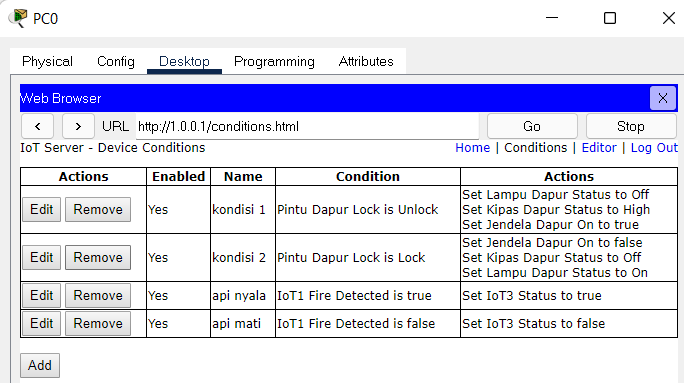 PC0
Physical Config Desktop Programming Attributes
Web Browser X
< > URL http://1.0.0.1/conditions.html Go Stop
IoT Server - Device Conditions Home | Conditions | Editor | Log Out
Actions Enabled Name Condition Actions
Edit Remove Yes kondisi 1 Pintu Dapur Lock is Unlock Set Lampu Dapur Status to Off
Set Kipas Dapur Status to High
Set Jendela Dapur On to true
Edit Remove Yes kondisi 2 Pintu Dapur Lock is Lock Set Jendela Dapur On to false
Set Kipas Dapur Status to Off
Set Lampu Dapur Status to On
Edit Remove Yes api nyala IoT1 Fire Detected is true Set IoT3 Status to true
Edit Remove Yes api mati IoT1 Fire Detected is false Set IoT3 Status to false
Add